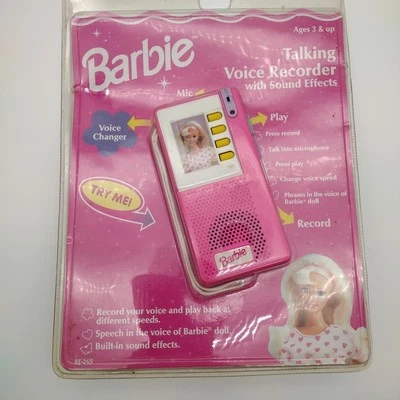 Barbie
Ages 3 & up
Talking
Voice Recorder
with Sound Effects
Mic
Voice
Changer
Play
Press record
Talk into microphone
Press play
Change voice speed
Phrases in the voice of
Barbie® doll
Record
TRY ME!
Barbie
Record your voice and play back at
different speeds.
Speech in the voice of Barbie® doll.
Built-in sound effects.